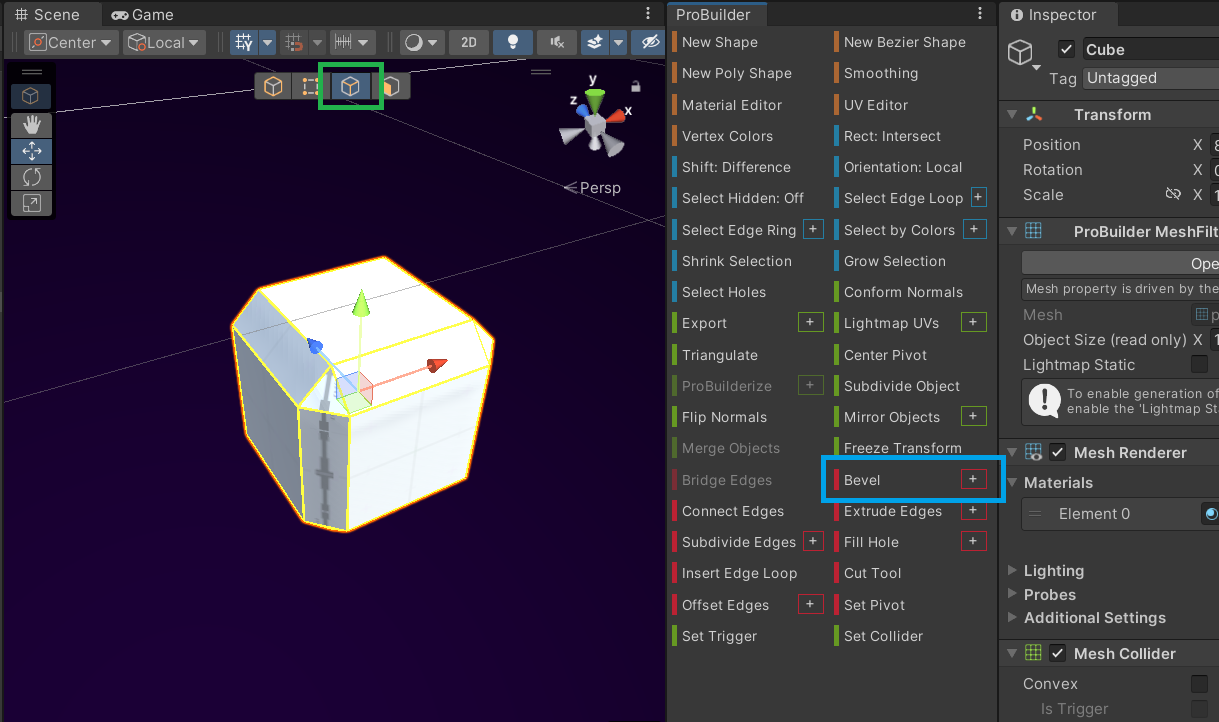 Scene
Game
Center
Local
2D
y
z
x
Persp
ProBuilder
New Shape
New Bezier Shape
New Poly Shape
Smoothing
Material Editor
UV Editor
Vertex Colors
Rect: Intersect
Shift: Difference
Orientation: Local
Select Hidden: Off
Select Edge Loop +
Select Edge Ring +
Select by Colors +
Shrink Selection
Grow Selection
Select Holes
Conform Normals
Export +
Lightmap UVs +
Triangulate
Center Pivot
ProBuilderize +
Subdivide Object
Flip Normals
Mirror Objects +
Merge Objects
Freeze Transform
Bridge Edges
Bevel +
Connect Edges
Extrude Edges +
Subdivide Edges +
Fill Hole +
Insert Edge Loop
Cut Tool
Offset Edges +
Set Pivot
Set Trigger
Set Collider
Inspector
Cube
Tag Untagged
Transform
Position X
Rotation X
Scale X
ProBuilder MeshFilt
Ope
Mesh property is driven by the
Mesh
Object Size (read only) X
Lightmap Static
To enable generation of
enable the 'Lightmap St
Mesh Renderer
Materials
Element 0
Lighting
Probes
Additional Settings
Mesh Collider
Convex
Is Trigger